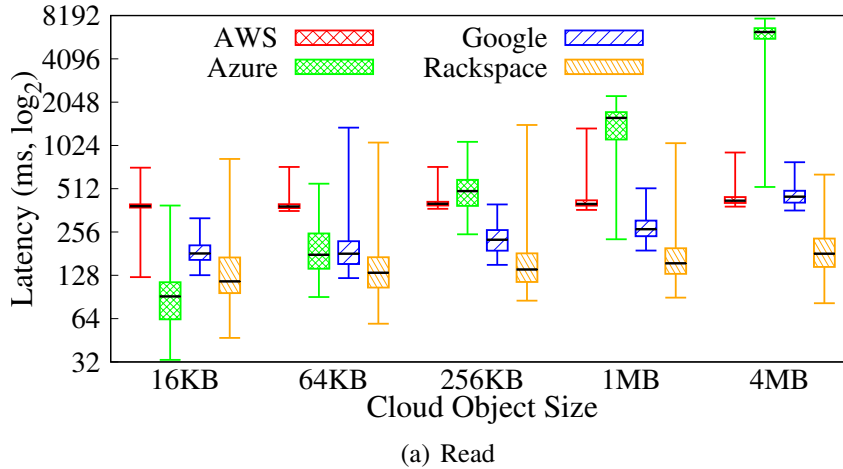 8192
4096
2048
1024
512
256
128
64
32
Latency (ms, log2)
AWS
Azure
Google
Rackspace
16KB 64KB 256KB 1MB 4MB
Cloud Object Size
(a) Read